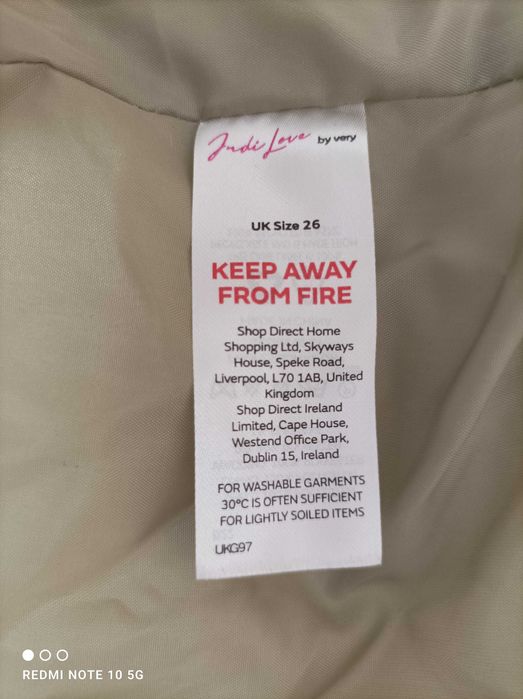 Judi Love by very
UK Size 26
KEEP AWAY
FROM FIRE
Shop Direct Home
Shopping Ltd, Skyways
House, Speke Road,
Liverpool, L70 1AB, United
Kingdom
Shop Direct Ireland
Limited, Cape House,
Westend Office Park,
Dublin 15, Ireland
FOR WASHABLE GARMENTS
30°C IS OFTEN SUFFICIENT
FOR LIGHTLY SOILED ITEMS
UKG97
REDMI NOTE 10 5G